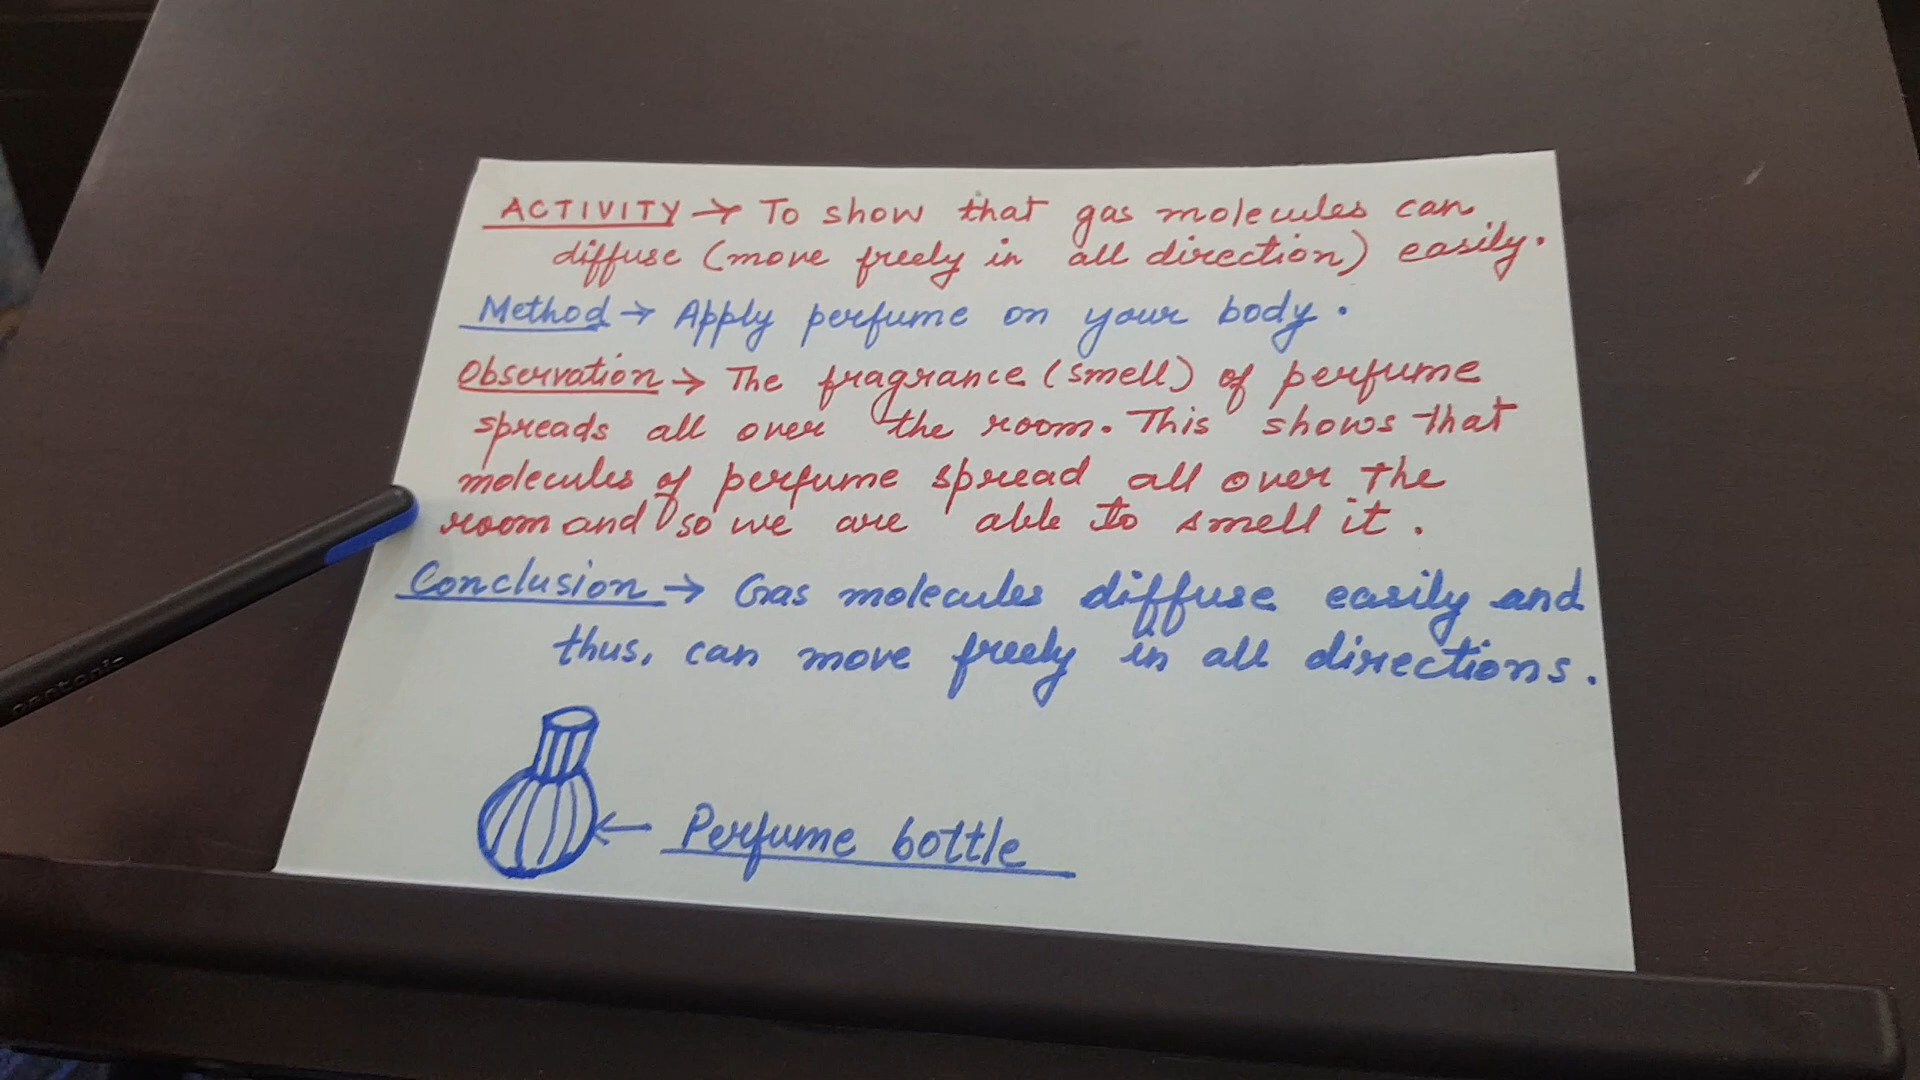 ACTIVITY → To show that gas molecules can
diffuse (move freely in all direction) easily.
Method → Apply perfume on your body.
Observation → The fragrance (smell) of perfume
spreads all over the room. This shows that
molecules of perfume spread all over the
room and so we are able to smell it.
Conclusion → Gas molecules diffuse easily and
thus, can move freely in all directions.
← Perfume bottle
pentonic